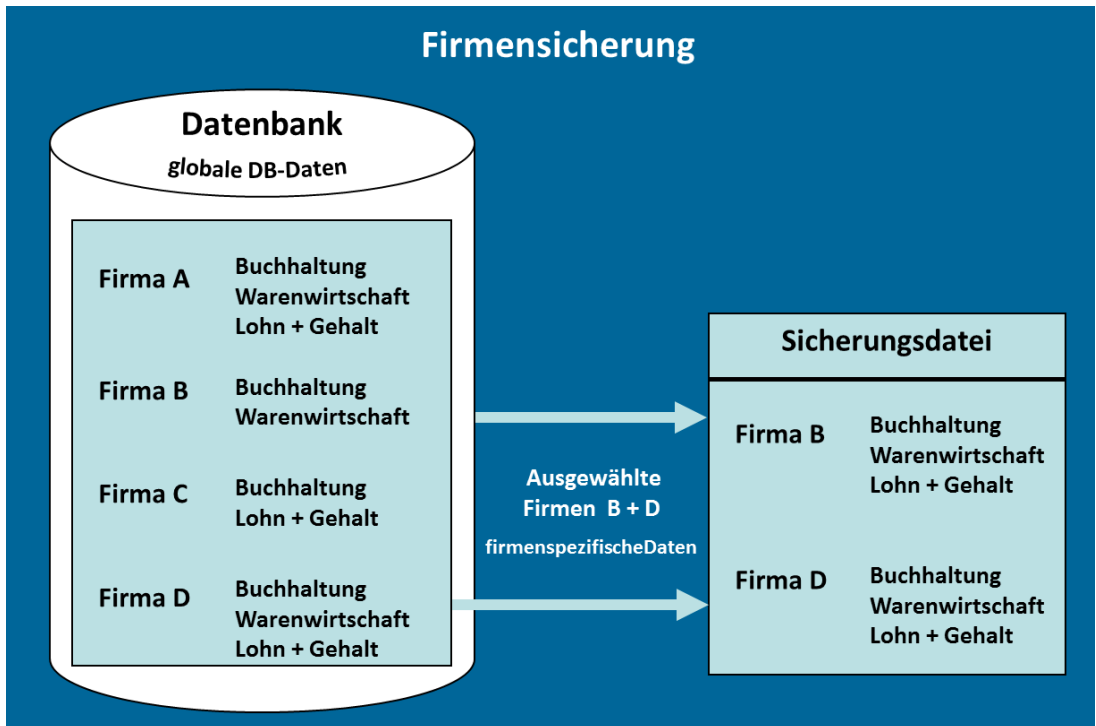 Firmensicherung
Datenbank
globale DB-Daten
Firma A
Buchhaltung
Warenwirtschaft
Lohn + Gehalt
Firma B
Buchhaltung
Warenwirtschaft
Firma C
Buchhaltung
Lohn + Gehalt
Firma D
Buchhaltung
Warenwirtschaft
Lohn + Gehalt
Ausgewählte
Firmen B + D
firmenspezifischeDaten
Sicherungsdatei
Firma B
Buchhaltung
Warenwirtschaft
Lohn + Gehalt
Firma D
Buchhaltung
Warenwirtschaft
Lohn + Gehalt